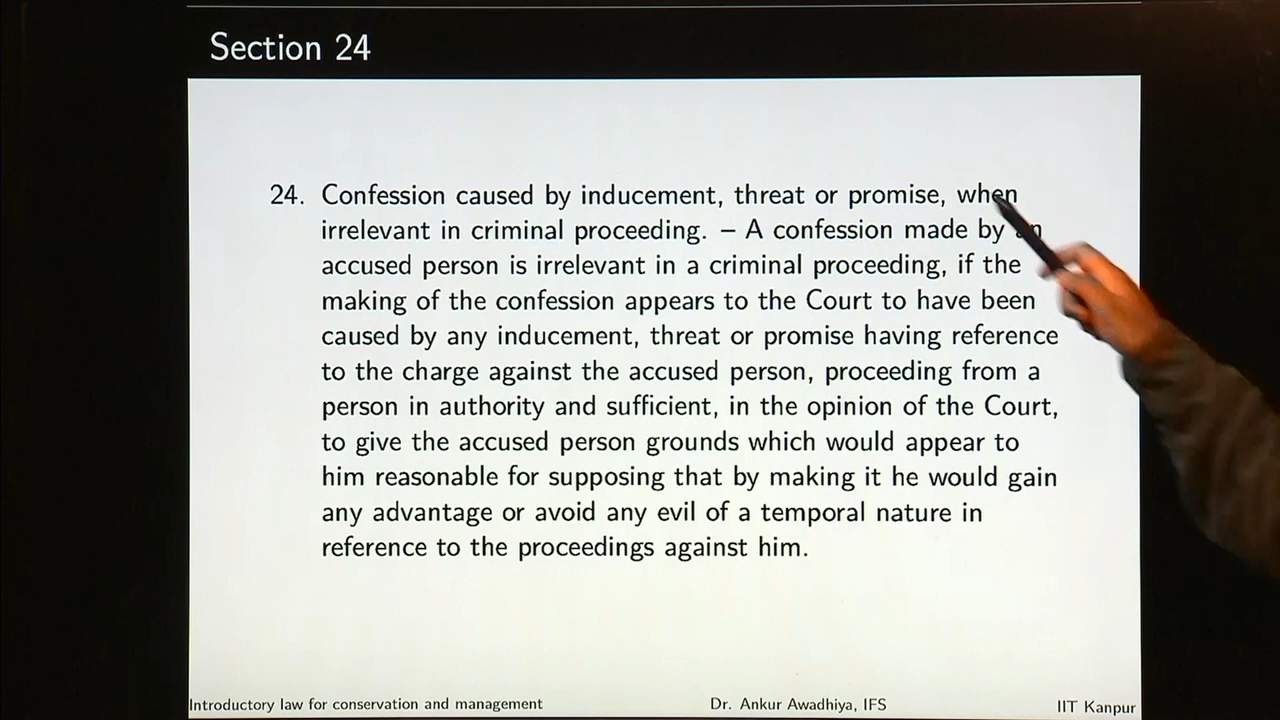 Section 24
24. Confession caused by inducement, threat or promise, when
irrelevant in criminal proceeding. – A confession made by an
accused person is irrelevant in a criminal proceeding, if the
making of the confession appears to the Court to have been
caused by any inducement, threat or promise having reference
to the charge against the accused person, proceeding from a
person in authority and sufficient, in the opinion of the Court,
to give the accused person grounds which would appear to
him reasonable for supposing that by making it he would gain
any advantage or avoid any evil of a temporal nature in
reference to the proceedings against him.
Introductory law for conservation and management Dr. Ankur Awadhiya, IFS IIT Kanpur